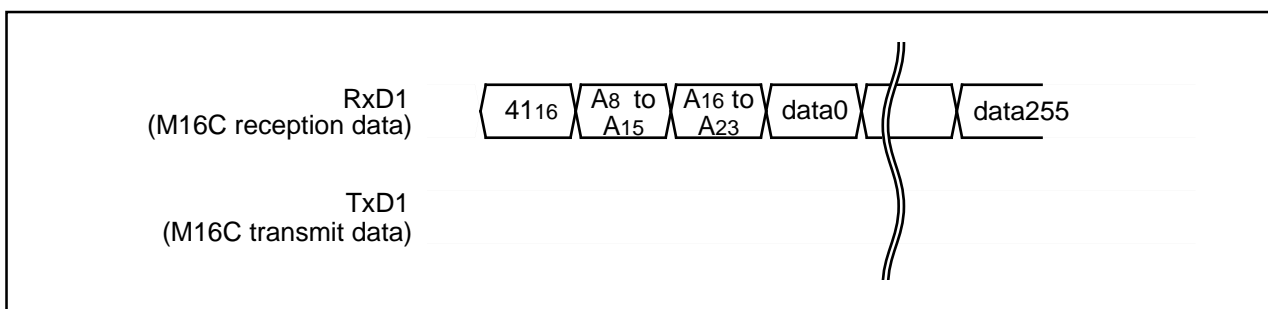 RxD1
(M16C reception data)
4116
A8 to
A15
A16 to
A23
data0
data255
TxD1
(M16C transmit data)